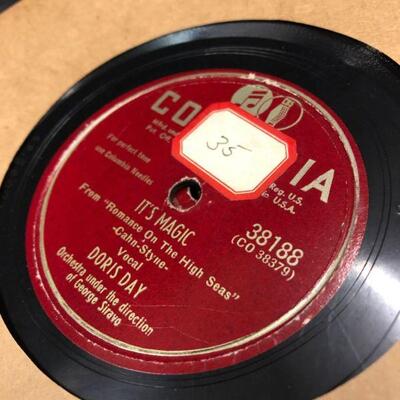 CO IA
Reg. U.S.
in U.S.A.
For perfect tone
use Columbia Needles
35
38188
(CO 38379)
IT'S MAGIC
From "Romance On The High Seas"
-Cahn-Styne-
Vocal
DORIS DAY
Orchestra under the direction
of George Siravo